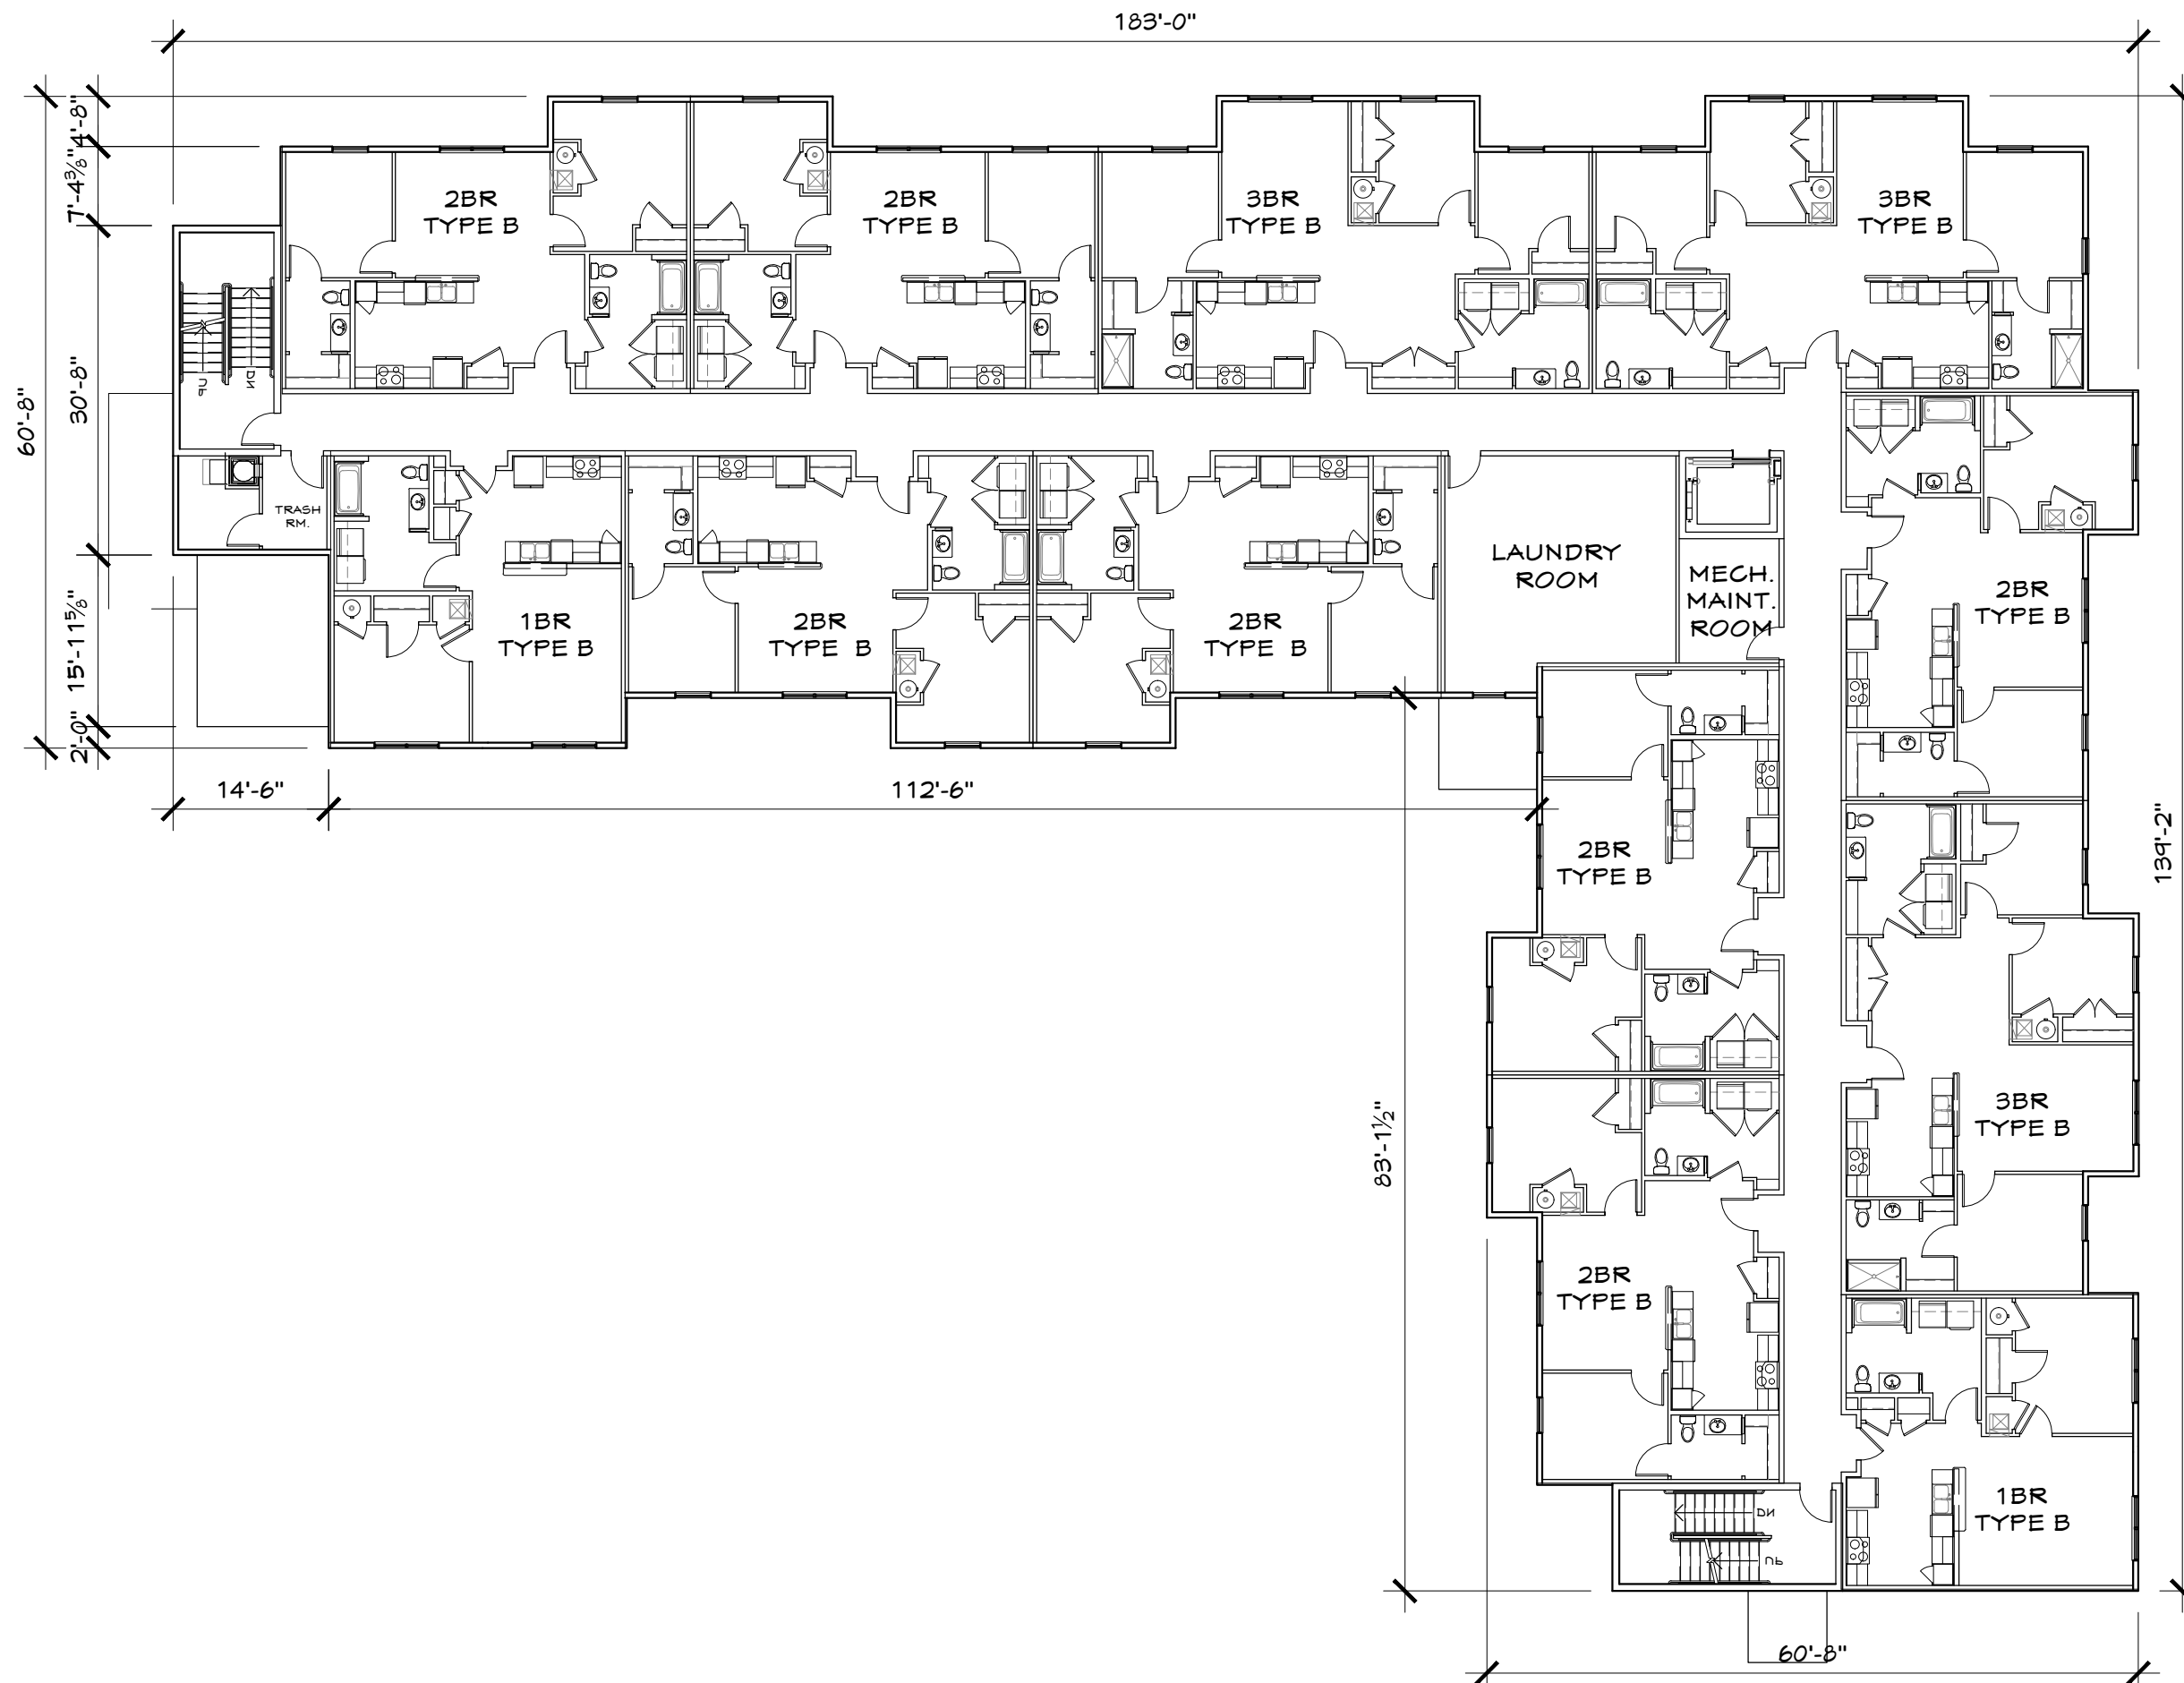 183'-0"
4'-8"
7'-4⅜"
30'-8"
60'-8"
15'-11⅝"
2'-0"
2BR
TYPE B
2BR
TYPE B
3BR
TYPE B
3BR
TYPE B
UP
DN
TRASH
RM.
1BR
TYPE B
2BR
TYPE B
2BR
TYPE B
LAUNDRY
ROOM
MECH.
MAINT.
ROOM
2BR
TYPE B
14'-6"
112'-6"
139'-2"
2BR
TYPE B
83'-1½"
3BR
TYPE B
2BR
TYPE B
1BR
TYPE B
DN
UP
60'-8"